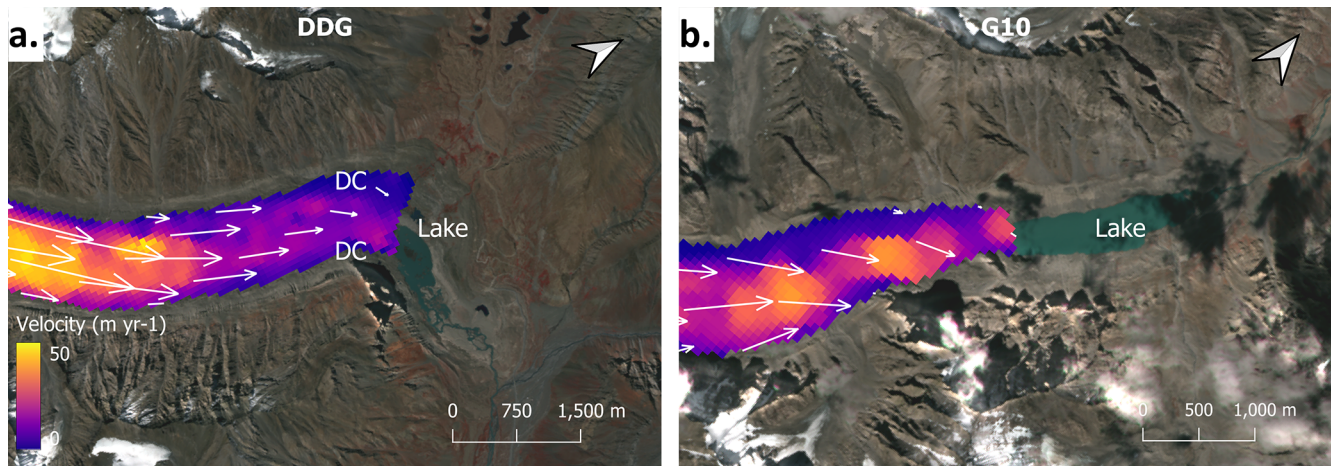 a.
DDG
DC
DC
Lake
Velocity (m yr-1)
50
0
0 750 1,500 m
b.
G10
Lake
0 500 1,000 m